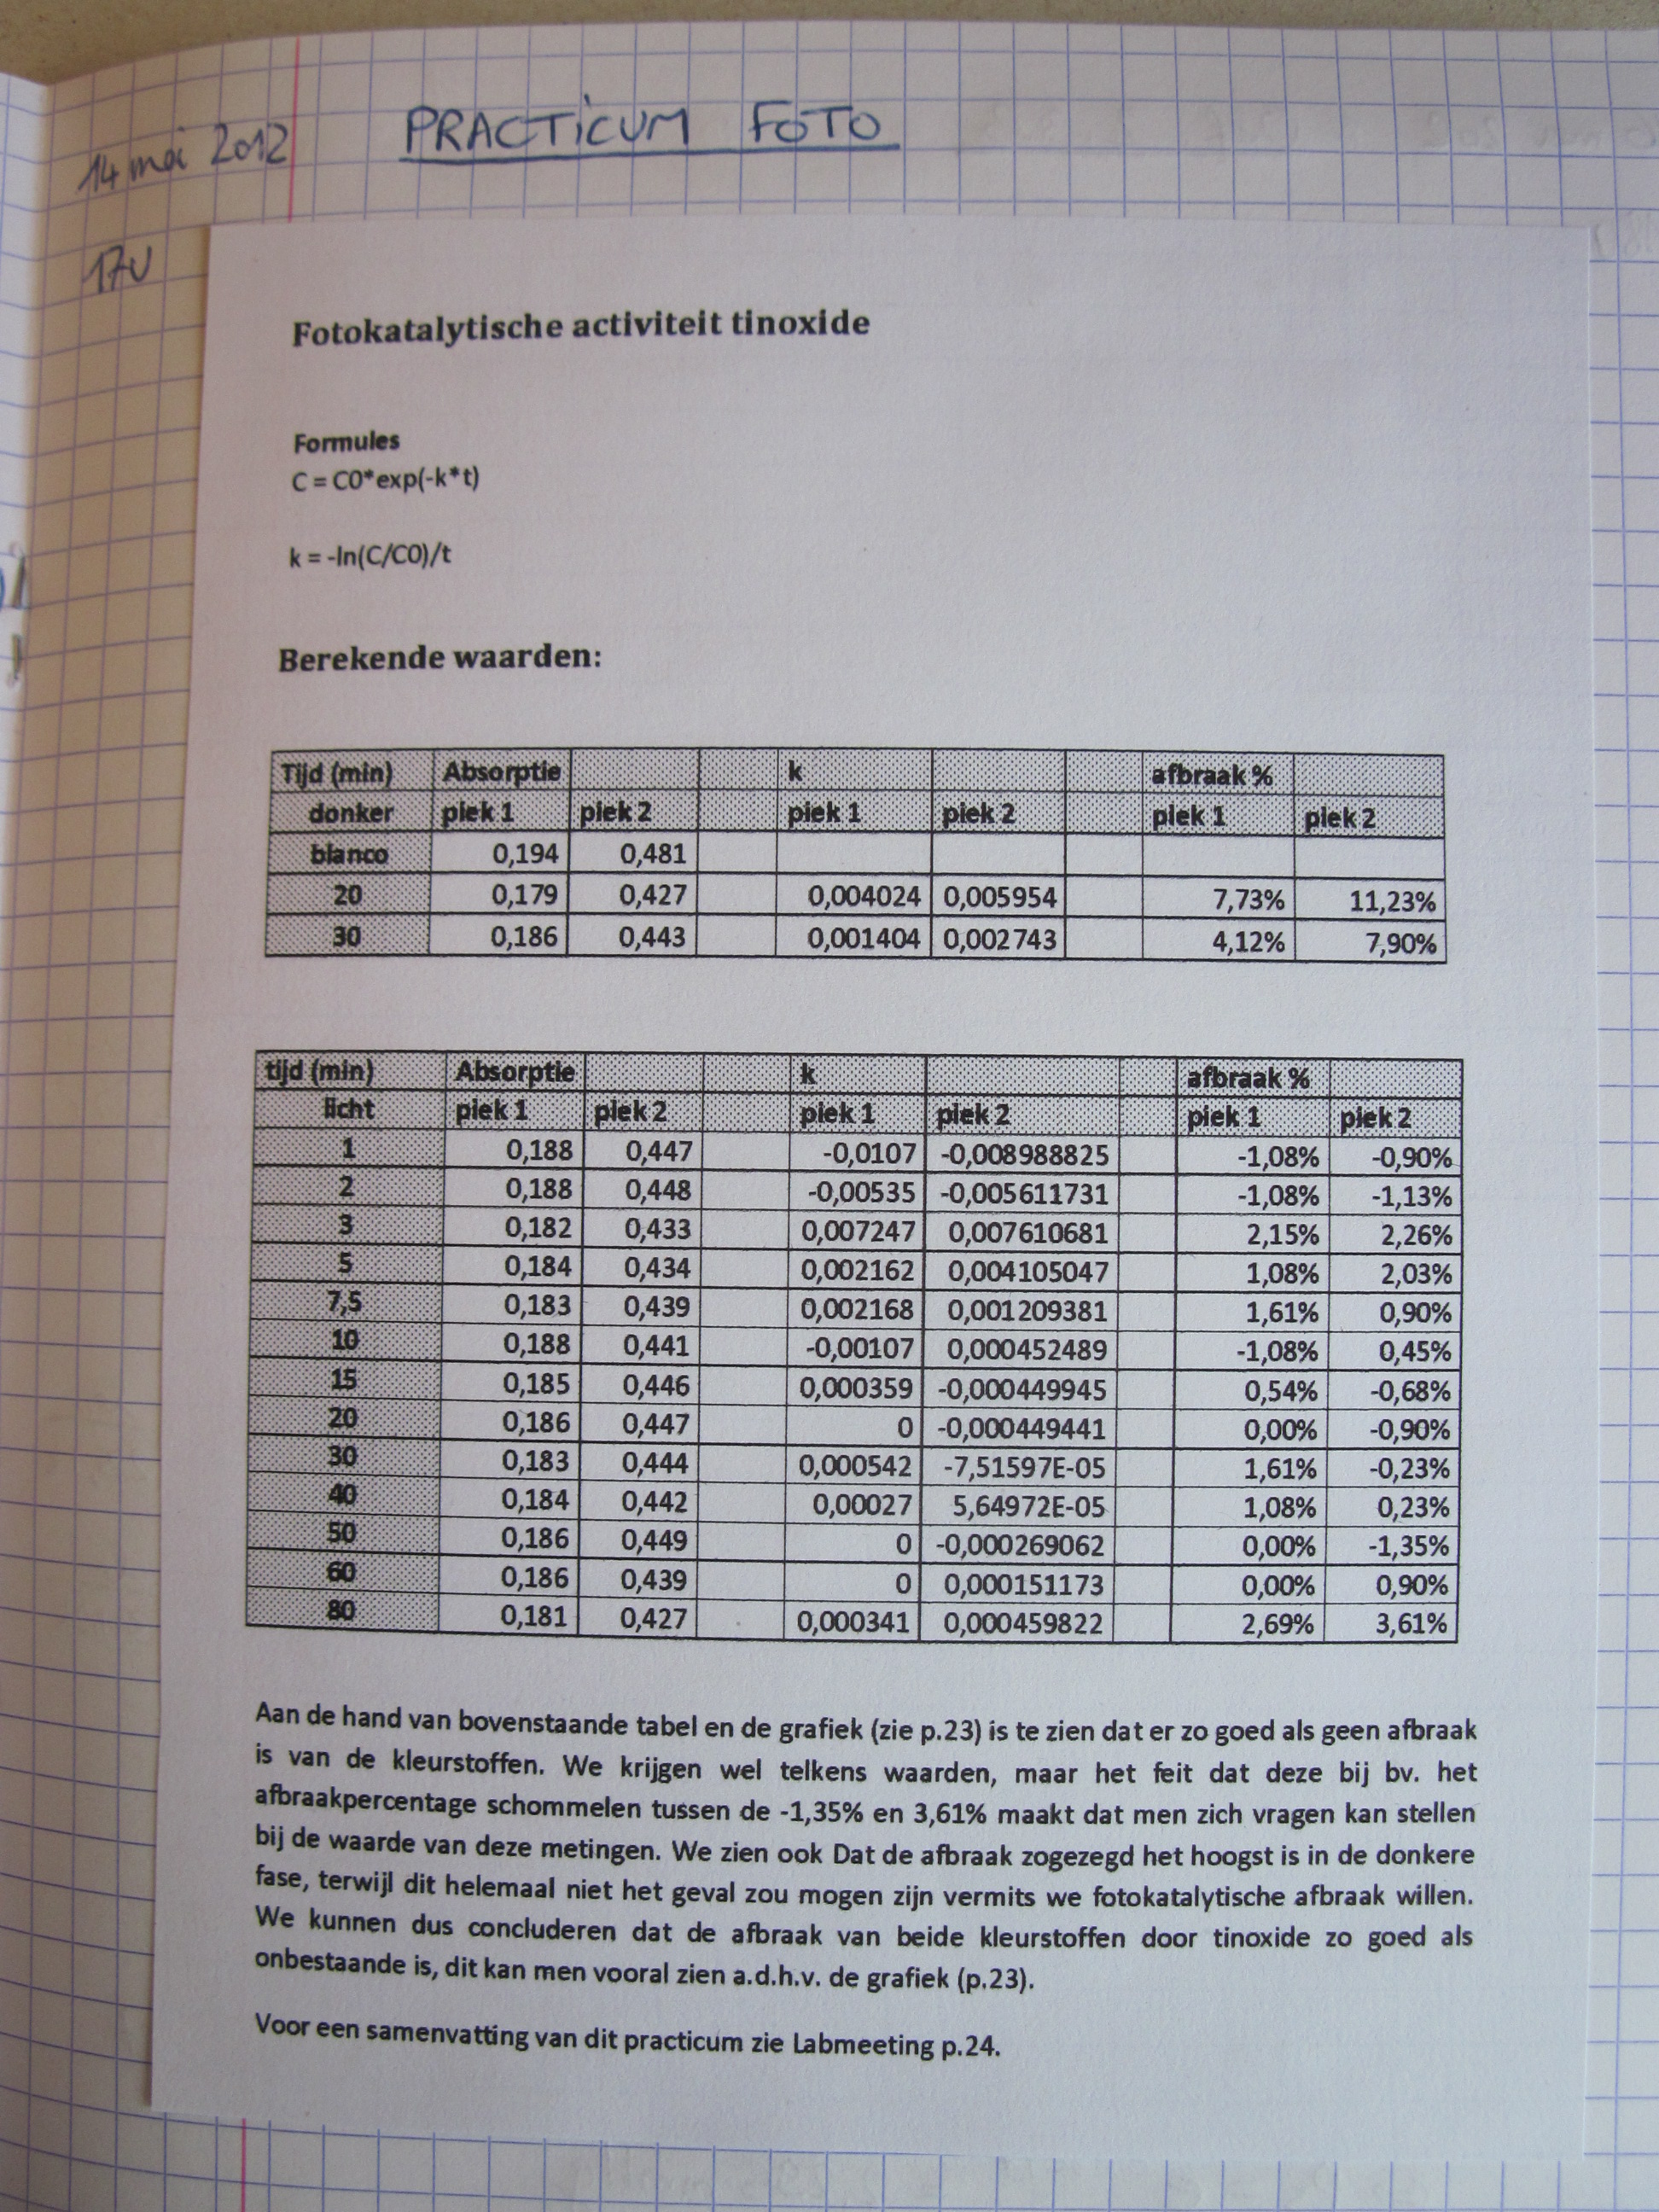 14 mei 2012
PRACTICUM FOTO
17u
Fotokatalytische activiteit tinoxide
Formules
C = C0*exp(-k*t)
k = -ln(C/C0)/t
Berekende waarden:
Tijd (min) Absorptie k afbraak %
donker piek 1 piek 2 piek 1 piek 2 piek 1 piek 2
blanco 0,194 0,481
20 0,179 0,427 0,004024 0,005954 7,73% 11,23%
30 0,186 0,443 0,001404 0,002743 4,12% 7,90%
tijd (min) Absorptie k afbraak %
licht piek 1 piek 2 piek 1 piek 2 piek 1 piek 2
1 0,188 0,447 -0,0107 -0,008988825 -1,08% -0,90%
2 0,188 0,448 -0,00535 -0,005611731 -1,08% -1,13%
3 0,182 0,433 0,007247 0,007610681 2,15% 2,26%
5 0,184 0,434 0,002162 0,004105047 1,08% 2,03%
7,5 0,183 0,439 0,002168 0,001209381 1,61% 0,90%
10 0,188 0,441 -0,00107 0,000452489 -1,08% 0,45%
15 0,185 0,446 0,000359 -0,000449945 0,54% -0,68%
20 0,186 0,447 0 -0,000449441 0,00% -0,90%
30 0,183 0,444 0,000542 -7,51597E-05 1,61% -0,23%
40 0,184 0,442 0,00027 5,64972E-05 1,08% 0,23%
50 0,186 0,449 0 -0,000269062 0,00% -1,35%
60 0,186 0,439 0 0,000151173 0,00% 0,90%
80 0,181 0,427 0,000341 0,000459822 2,69% 3,61%
Aan de hand van bovenstaande tabel en de grafiek (zie p.23) is te zien dat er zo goed als geen afbraak
is van de kleurstoffen. We krijgen wel telkens waarden, maar het feit dat deze bij bv. het
afbraakpercentage schommelen tussen de -1,35% en 3,61% maakt dat men zich vragen kan stellen
bij de waarde van deze metingen. We zien ook Dat de afbraak zogezegd het hoogst is in de donkere
fase, terwijl dit helemaal niet het geval zou mogen zijn vermits we fotokatalytische afbraak willen.
We kunnen dus concluderen dat de afbraak van beide kleurstoffen door tinoxide zo goed als
onbestaande is, dit kan men vooral zien a.d.h.v. de grafiek (p.23).
Voor een samenvatting van dit practicum zie Labmeeting p.24.